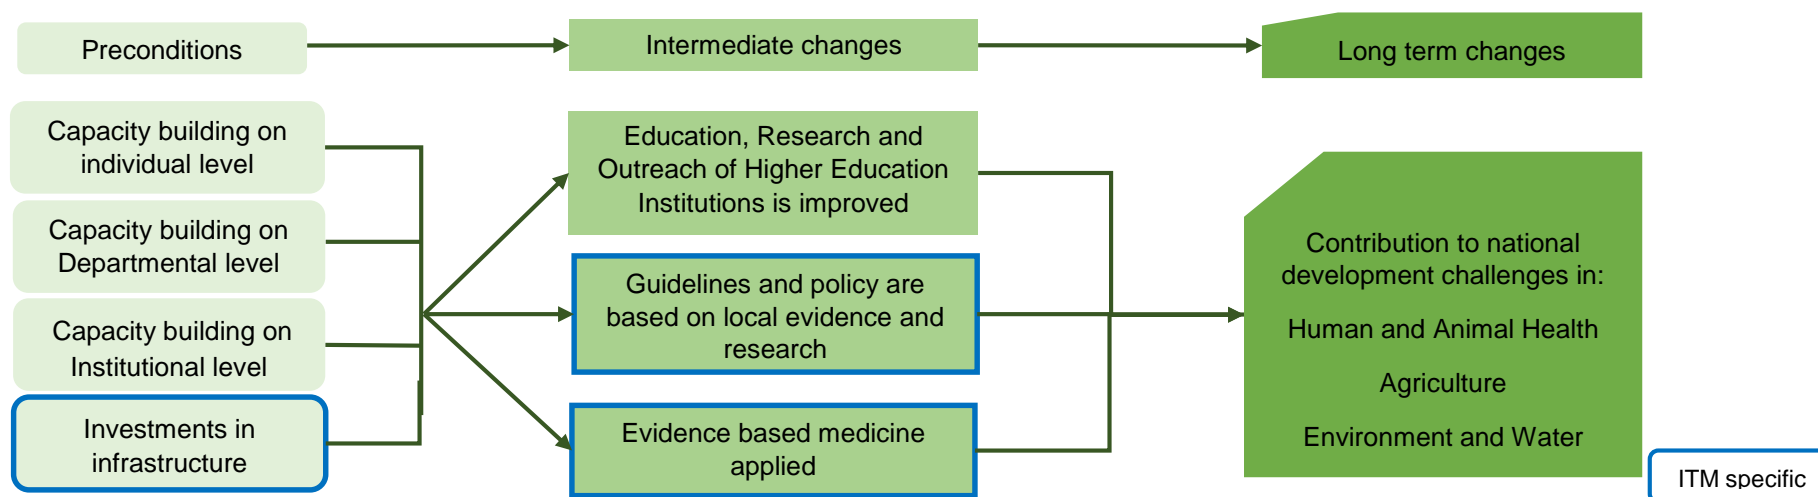 Preconditions
Intermediate changes
Long term changes
Capacity building on
individual level
Capacity building on
Departmental level
Capacity building on
Institutional level
Investments in
infrastructure
Education, Research and
Outreach of Higher Education
Institutions is improved
Guidelines and policy are
based on local evidence and
research
Evidence based medicine
applied
Contribution to national
development challenges in:
Human and Animal Health
Agriculture
Environment and Water
ITM specific